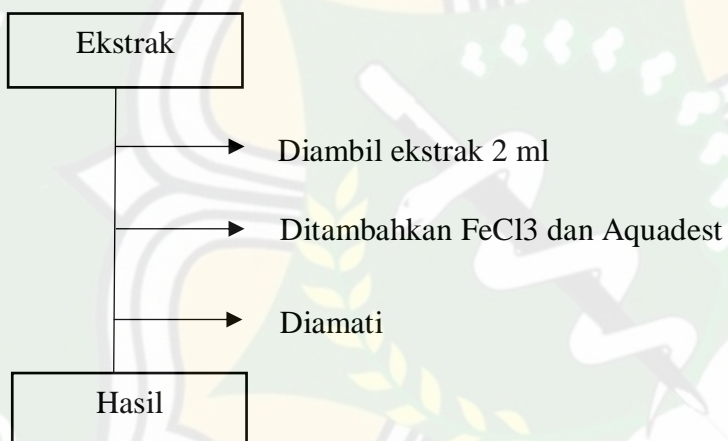 Ekstrak
Diambil ekstrak 2 ml
Ditambahkan FeCl3 dan Aquadest
Diamati
Hasil